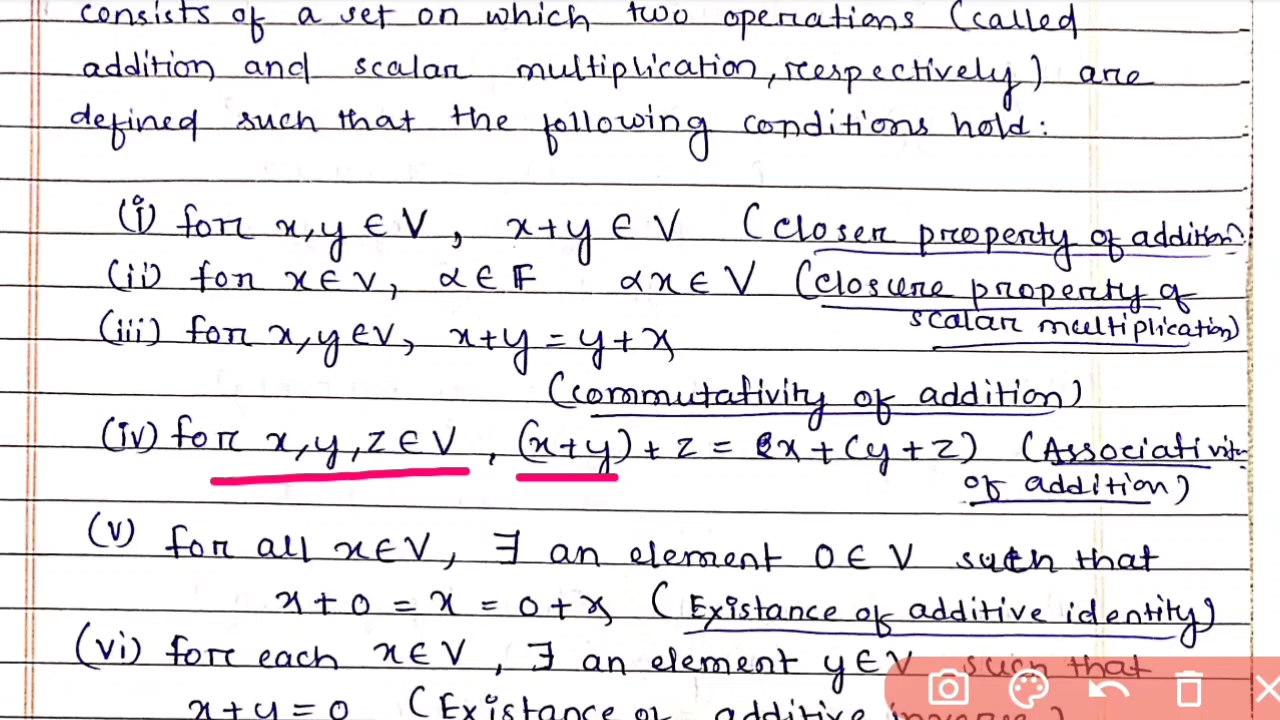 consists of a set on which two operations (called
addition and scalar multiplication, respectively) are
defined such that the following conditions hold:
(i) for x, y ∈ V, x+y ∈ V (closer property of addition)
(ii) for x ∈ V, α ∈ F αx ∈ V (closure property of
scalar multiplication)
(iii) for x, y ∈ V, x+y = y+x
(commutativity of addition)
(iv) for x, y, z ∈ V, (x+y)+z = x+(y+z) (Associativity
of addition)
(v) for all x ∈ V, ∃ an element 0 ∈ V such that
x+0 = x = 0+x (Existance of additive identity)
(vi) for each x ∈ V, ∃ an element y ∈ V such that
x+y = 0 (Existance of additive inverse)